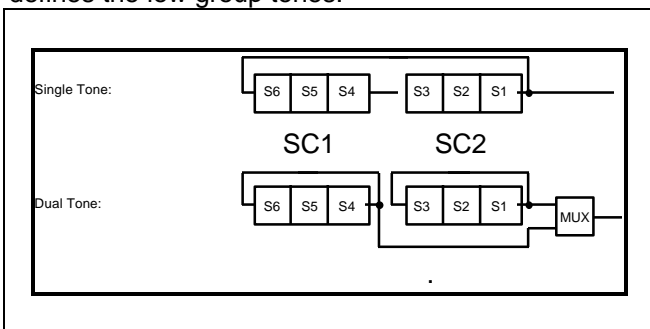 defines the low group tones.
Single Tone:
S6 S5 S4 S3 S2 S1
SC1 SC2
Dual Tone:
S6 S5 S4 S3 S2 S1
MUX
.